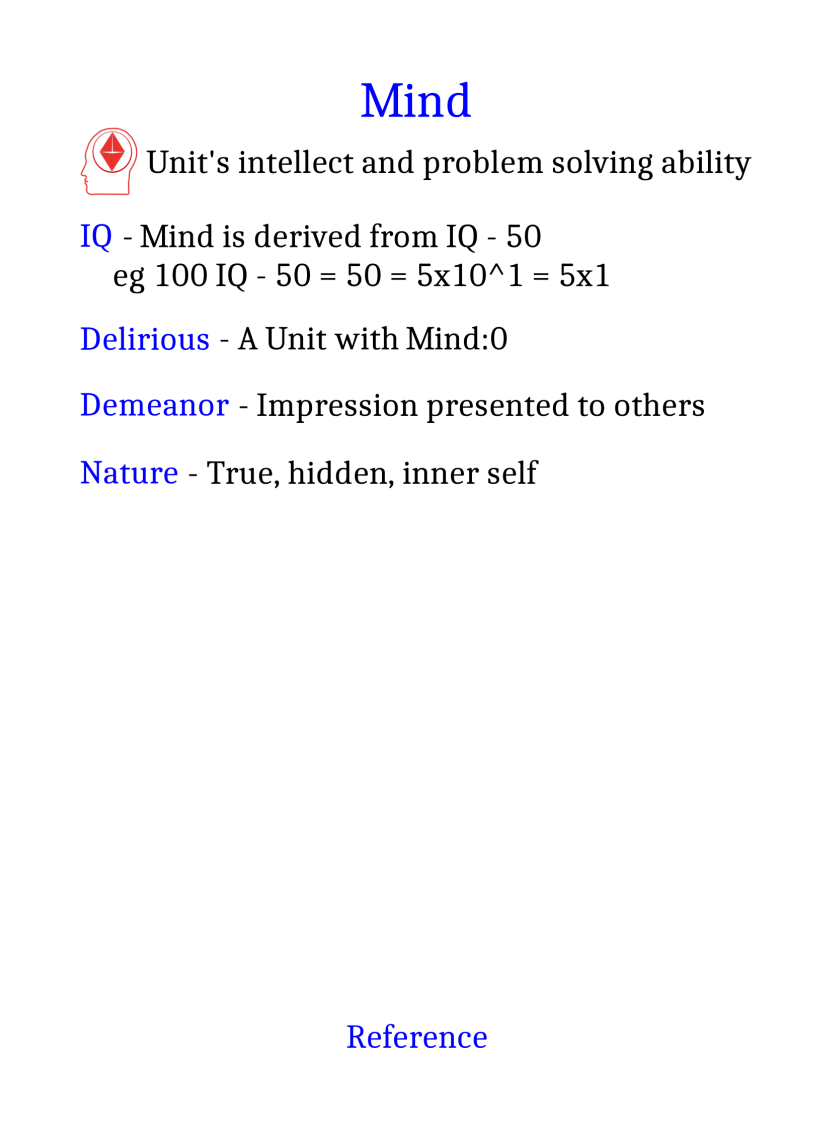 Mind
Unit's intellect and problem solving ability
IQ - Mind is derived from IQ - 50
eg 100 IQ - 50 = 50 = 5x10^1 = 5x1
Delirious - A Unit with Mind:0
Demeanor - Impression presented to others
Nature - True, hidden, inner self
Reference